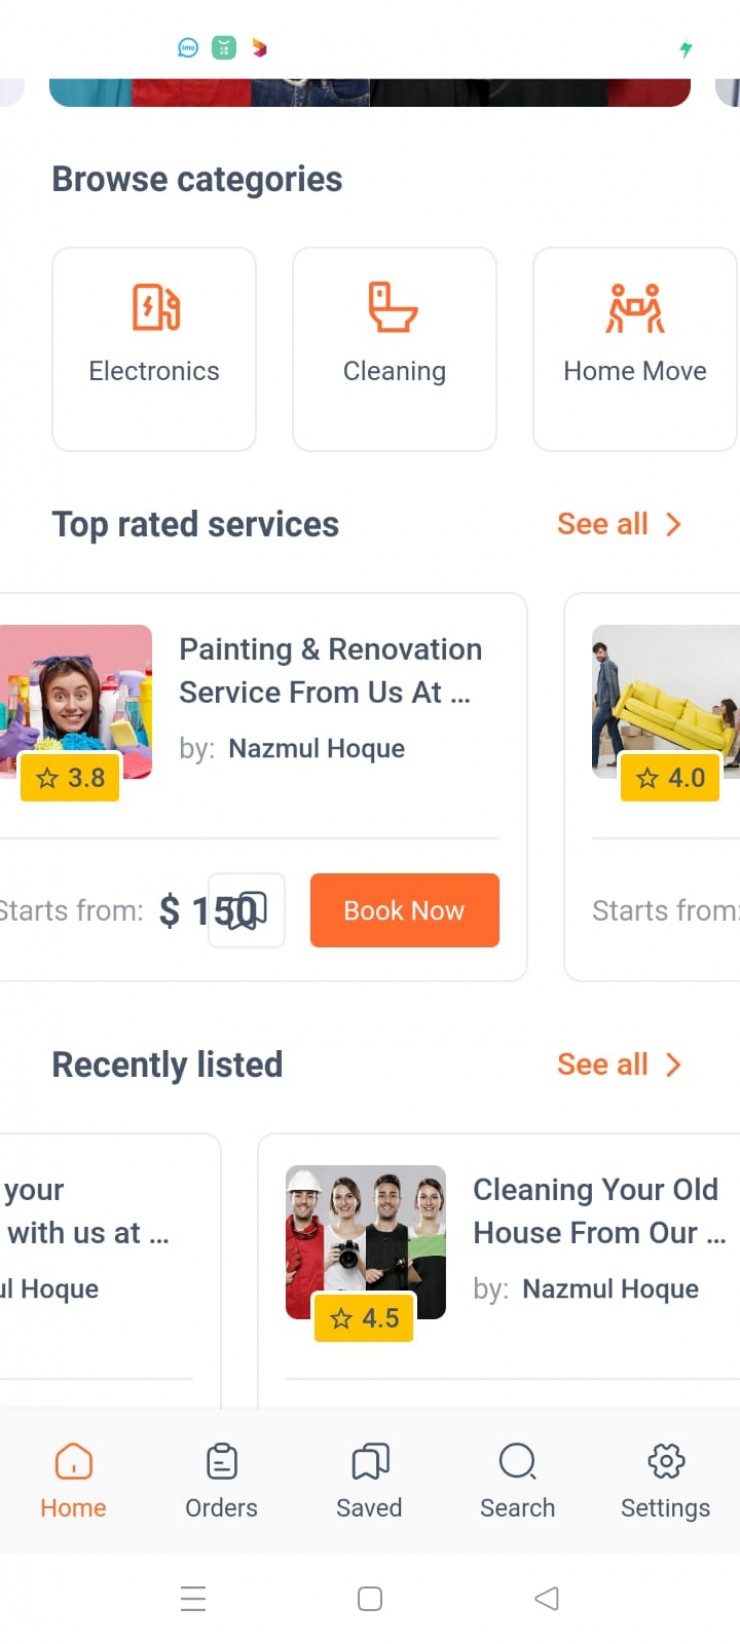 imo
Browse categories
Electronics
Cleaning
Home Move
Top rated services
See all
Painting & Renovation
Service From Us At ...
by: Nazmul Hoque
3.8
4.0
Starts from: $ 150
Book Now
Starts from:
Recently listed
See all
your
with us at ...
ul Hoque
Cleaning Your Old
House From Our ...
by: Nazmul Hoque
4.5
Home
Orders
Saved
Search
Settings